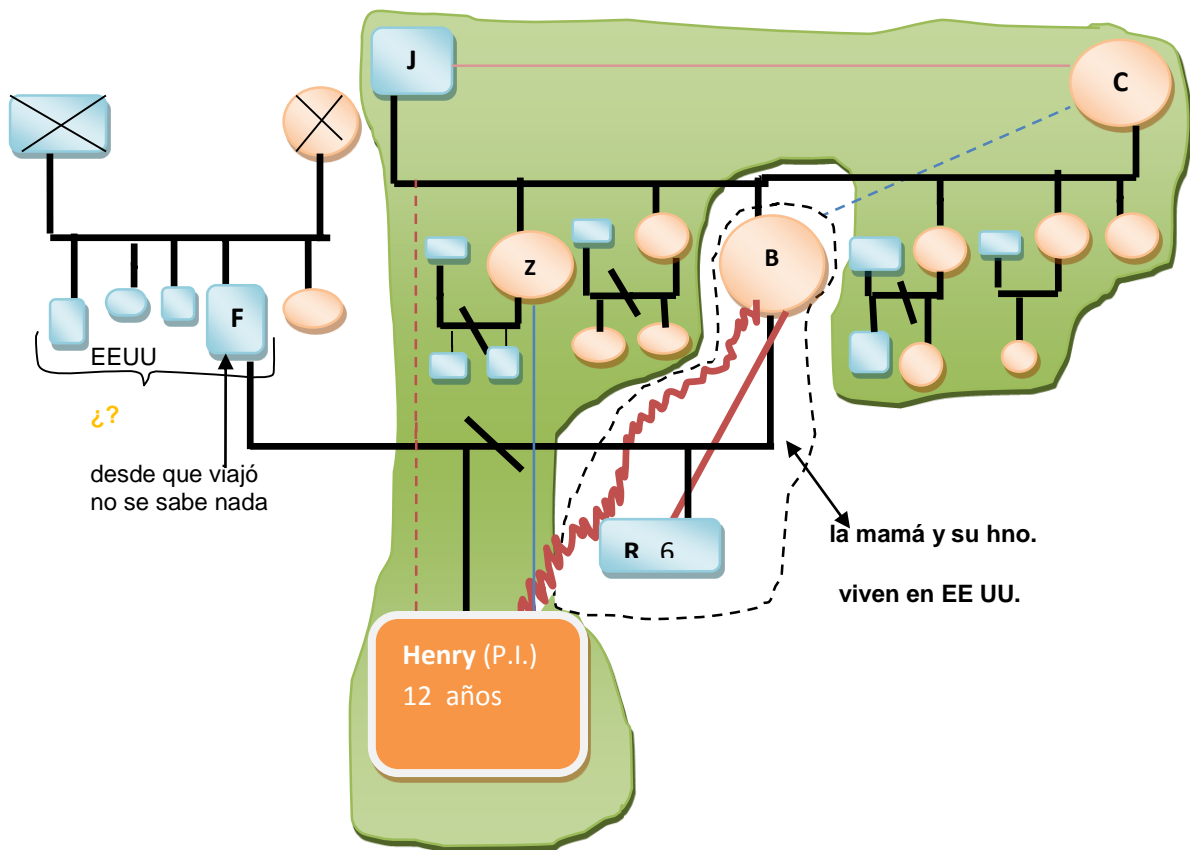 J
C
Z
B
F
EEUU
¿?
desde que viajó
no se sabe nada
R 6
la mamá y su hno.
viven en EE UU.
Henry (P.I.)
12 años